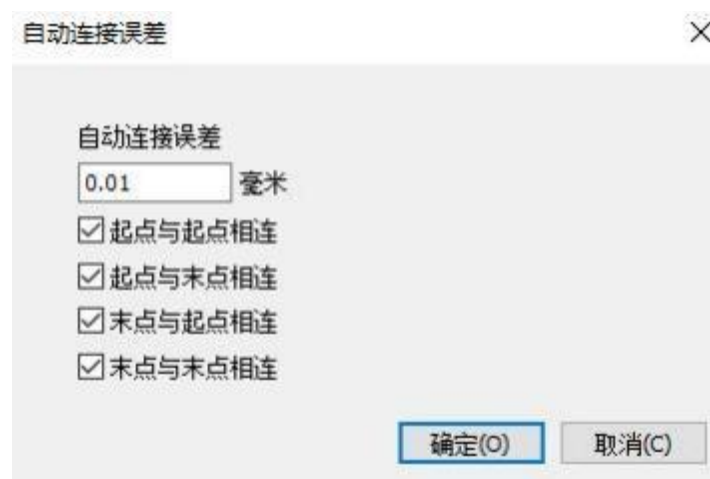 自动连接误差
自动连接误差
0.01 毫米
起点与起点相连
起点与末点相连
末点与起点相连
末点与末点相连
确定(O) 取消(C)